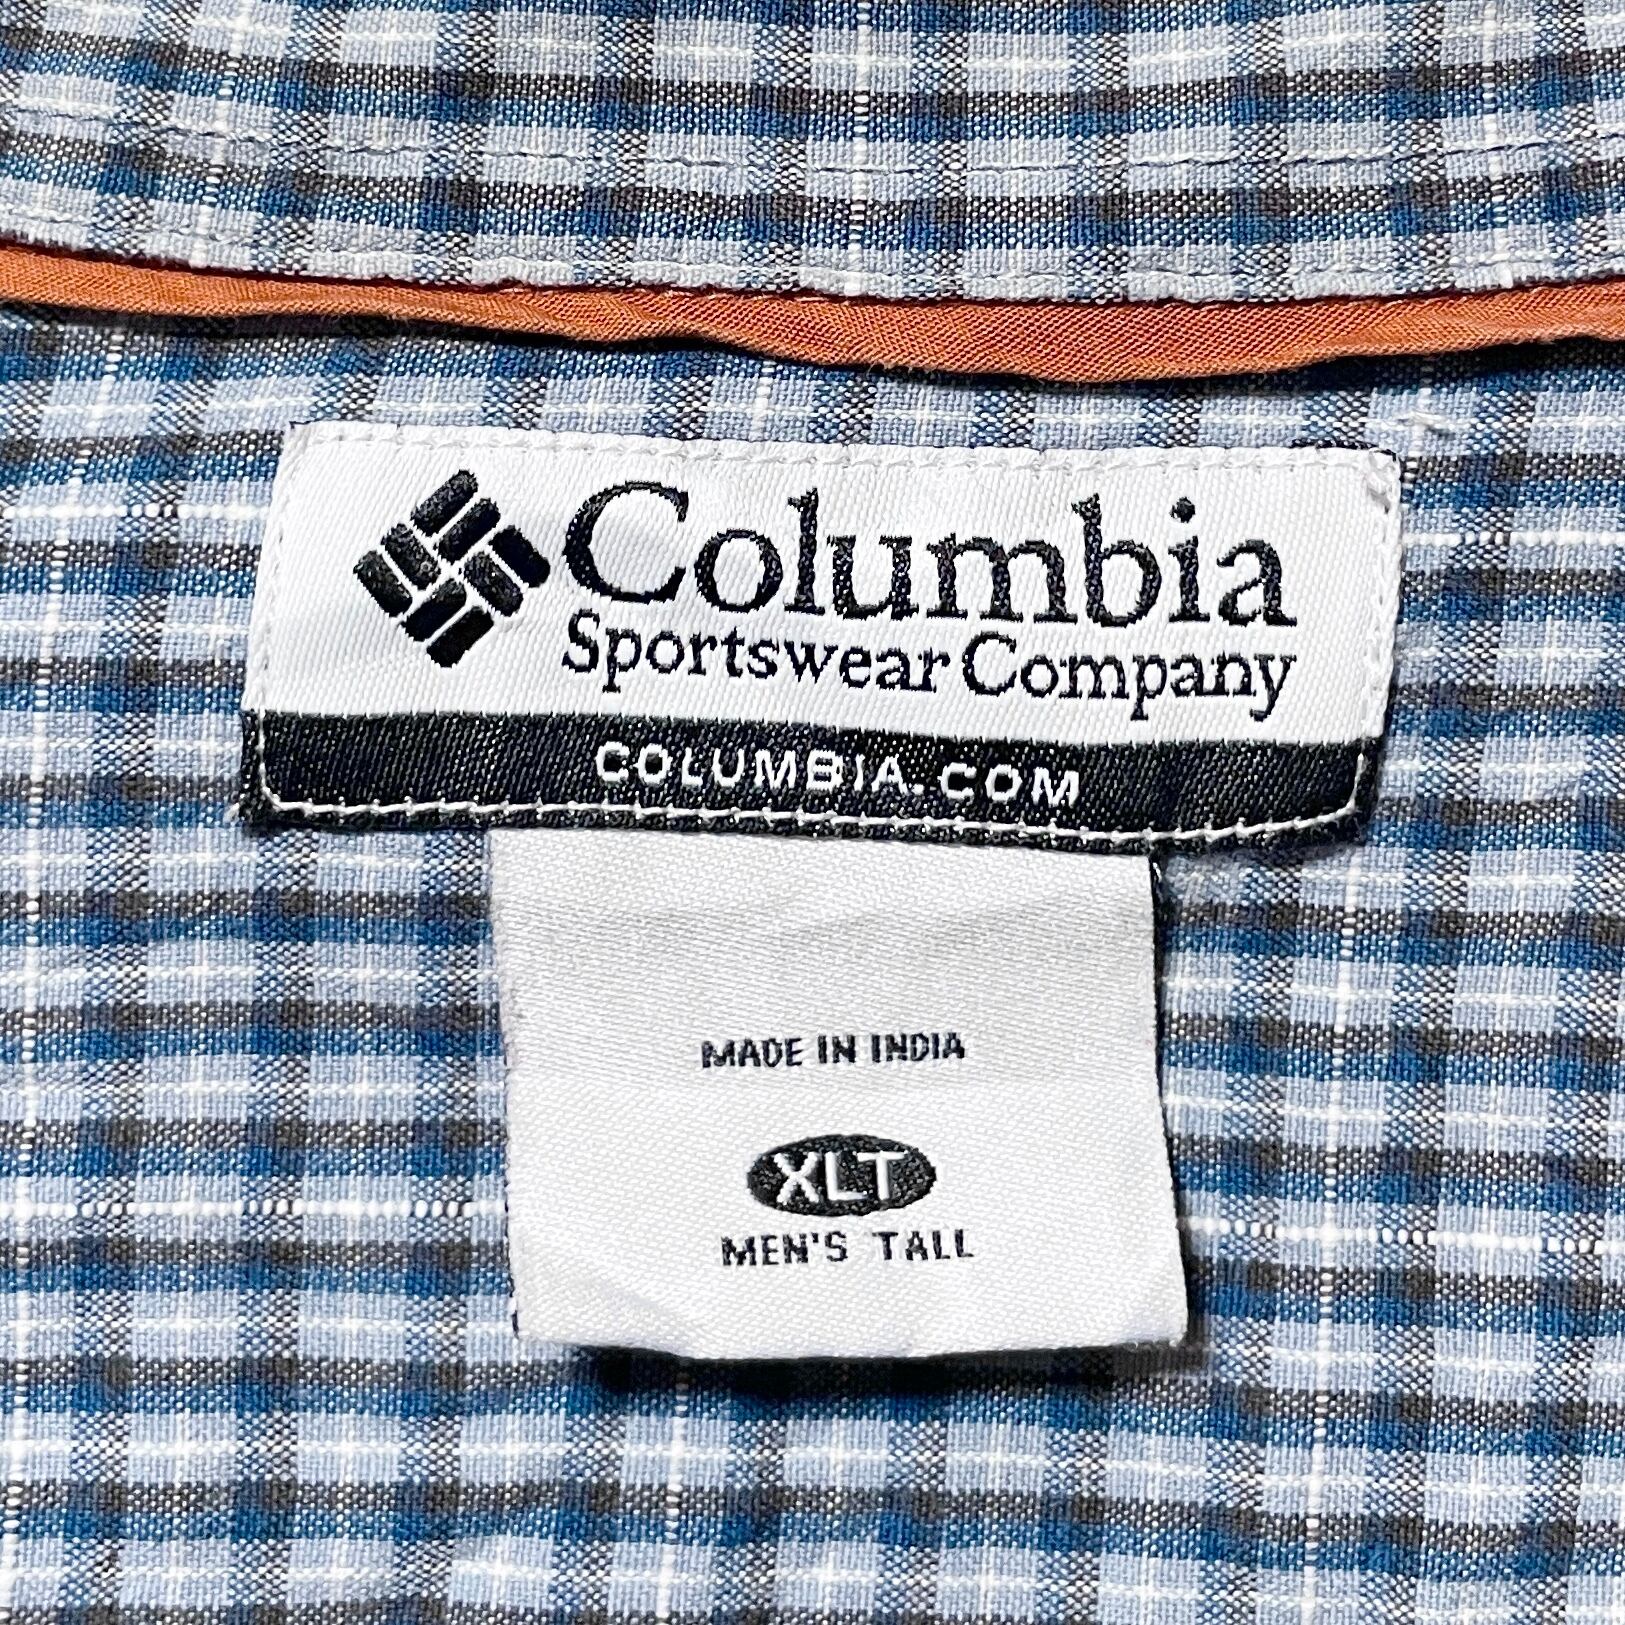 Columbia
Sportswear Company
COLUMBIA.COM
MADE IN INDIA
XLT
MEN'S TALL